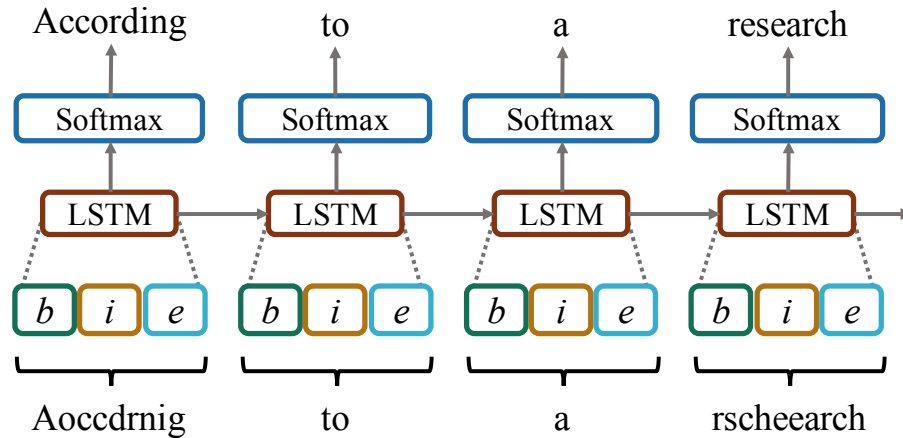 According to a research
Softmax Softmax Softmax Softmax
LSTM LSTM LSTM LSTM
b i e b i e b i e b i e
Aoccdrnig to a rscheearch